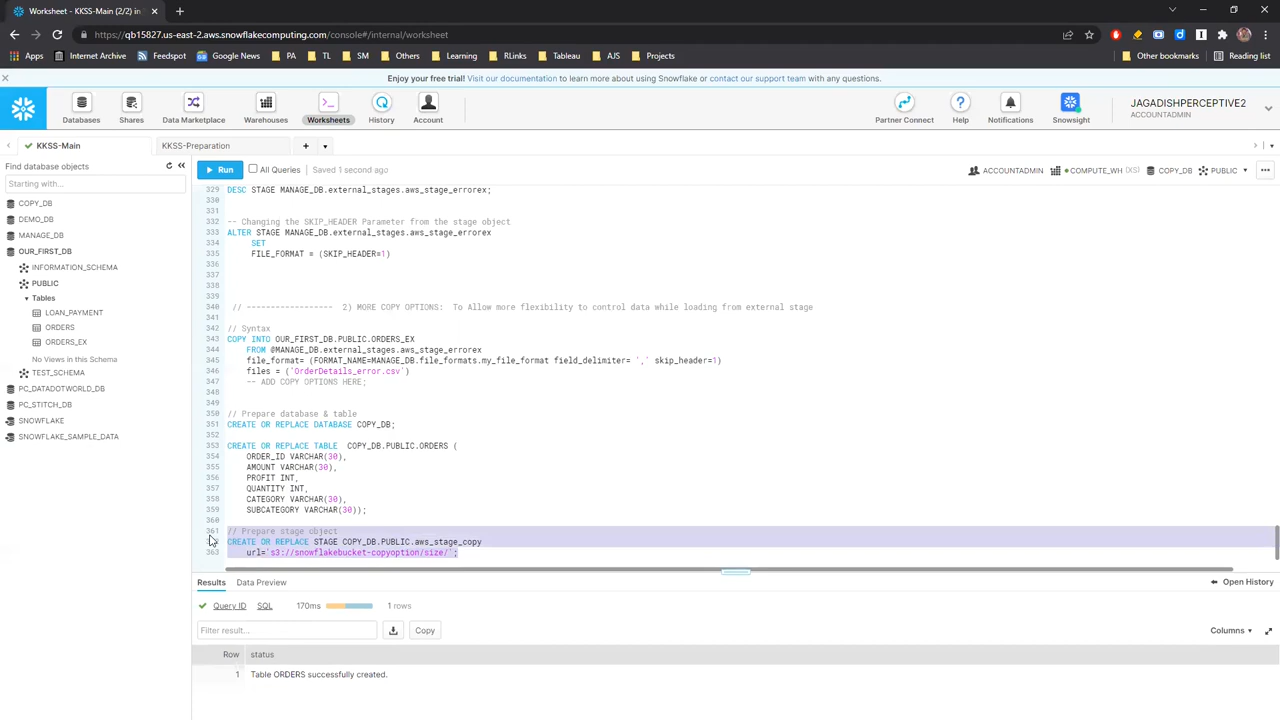 Worksheet - KKSS-Main (2/2) in
https://qb15827.us-east-2.aws.snowflakecomputing.com/console#/internal/worksheet
Apps Internet Archive Feedspot Google News PA TL SM Others Learning RLinks Tableau AJS Projects Other bookmarks Reading list
Enjoy your free trial! Visit our documentation to learn more about using Snowflake or contact our support team with any questions.
Databases Shares Data Marketplace Warehouses Worksheets History Account Partner Connect Help Notifications Snowsight
JAGADISHPERCEPTIVE2
ACCOUNTADMIN
KKSS-Main KKSS-Preparation
Find database objects
Starting with...
COPY_DB
DEMO_DB
MANAGE_DB
OUR_FIRST_DB
INFORMATION_SCHEMA
PUBLIC
Tables
LOAN_PAYMENT
ORDERS
ORDERS_EX
No Views in this Schema
TEST_SCHEMA
PC_DATADOTWORLD_DB
PC_STITCH_DB
SNOWFLAKE
SNOWFLAKE_SAMPLE_DATA
Run All Queries Saved 1 second ago ACCOUNTADMIN COMPUTE_WH (XS) COPY_DB PUBLIC
329 DESC STAGE MANAGE_DB.external_stages.aws_stage_errorex;
330
331
332 -- Changing the SKIP_HEADER Parameter from the stage object
333 ALTER STAGE MANAGE_DB.external_stages.aws_stage_errorex
334 SET
335 FILE_FORMAT = (SKIP_HEADER=1)
336
337
338
339
340 // ----------------- 2) MORE COPY OPTIONS: To Allow more flexibility to control data while loading from external stage
341
342 // Syntax
343 COPY INTO OUR_FIRST_DB.PUBLIC.ORDERS_EX
344 FROM @MANAGE_DB.external_stages.aws_stage_errorex
345 file_format= (FORMAT_NAME=MANAGE_DB.file_formats.my_file_format field_delimiter= ',' skip_header=1)
346 files = ('OrderDetails_error.csv')
347 -- ADD COPY OPTIONS HERE;
348
349
350 // Prepare database & table
351 CREATE OR REPLACE DATABASE COPY_DB;
352
353 CREATE OR REPLACE TABLE COPY_DB.PUBLIC.ORDERS (
354 ORDER_ID VARCHAR(30),
355 AMOUNT VARCHAR(30),
356 PROFIT INT,
357 QUANTITY INT,
358 CATEGORY VARCHAR(30),
359 SUBCATEGORY VARCHAR(30));
360
361 // Prepare stage object
CREATE OR REPLACE STAGE COPY_DB.PUBLIC.aws_stage_copy
363 url='s3://snowflakebucket-copyoption/size/';
Results Data Preview Open History
Query ID SQL 170ms 1 rows
Filter result... Copy Columns
Row status
1 Table ORDERS successfully created.